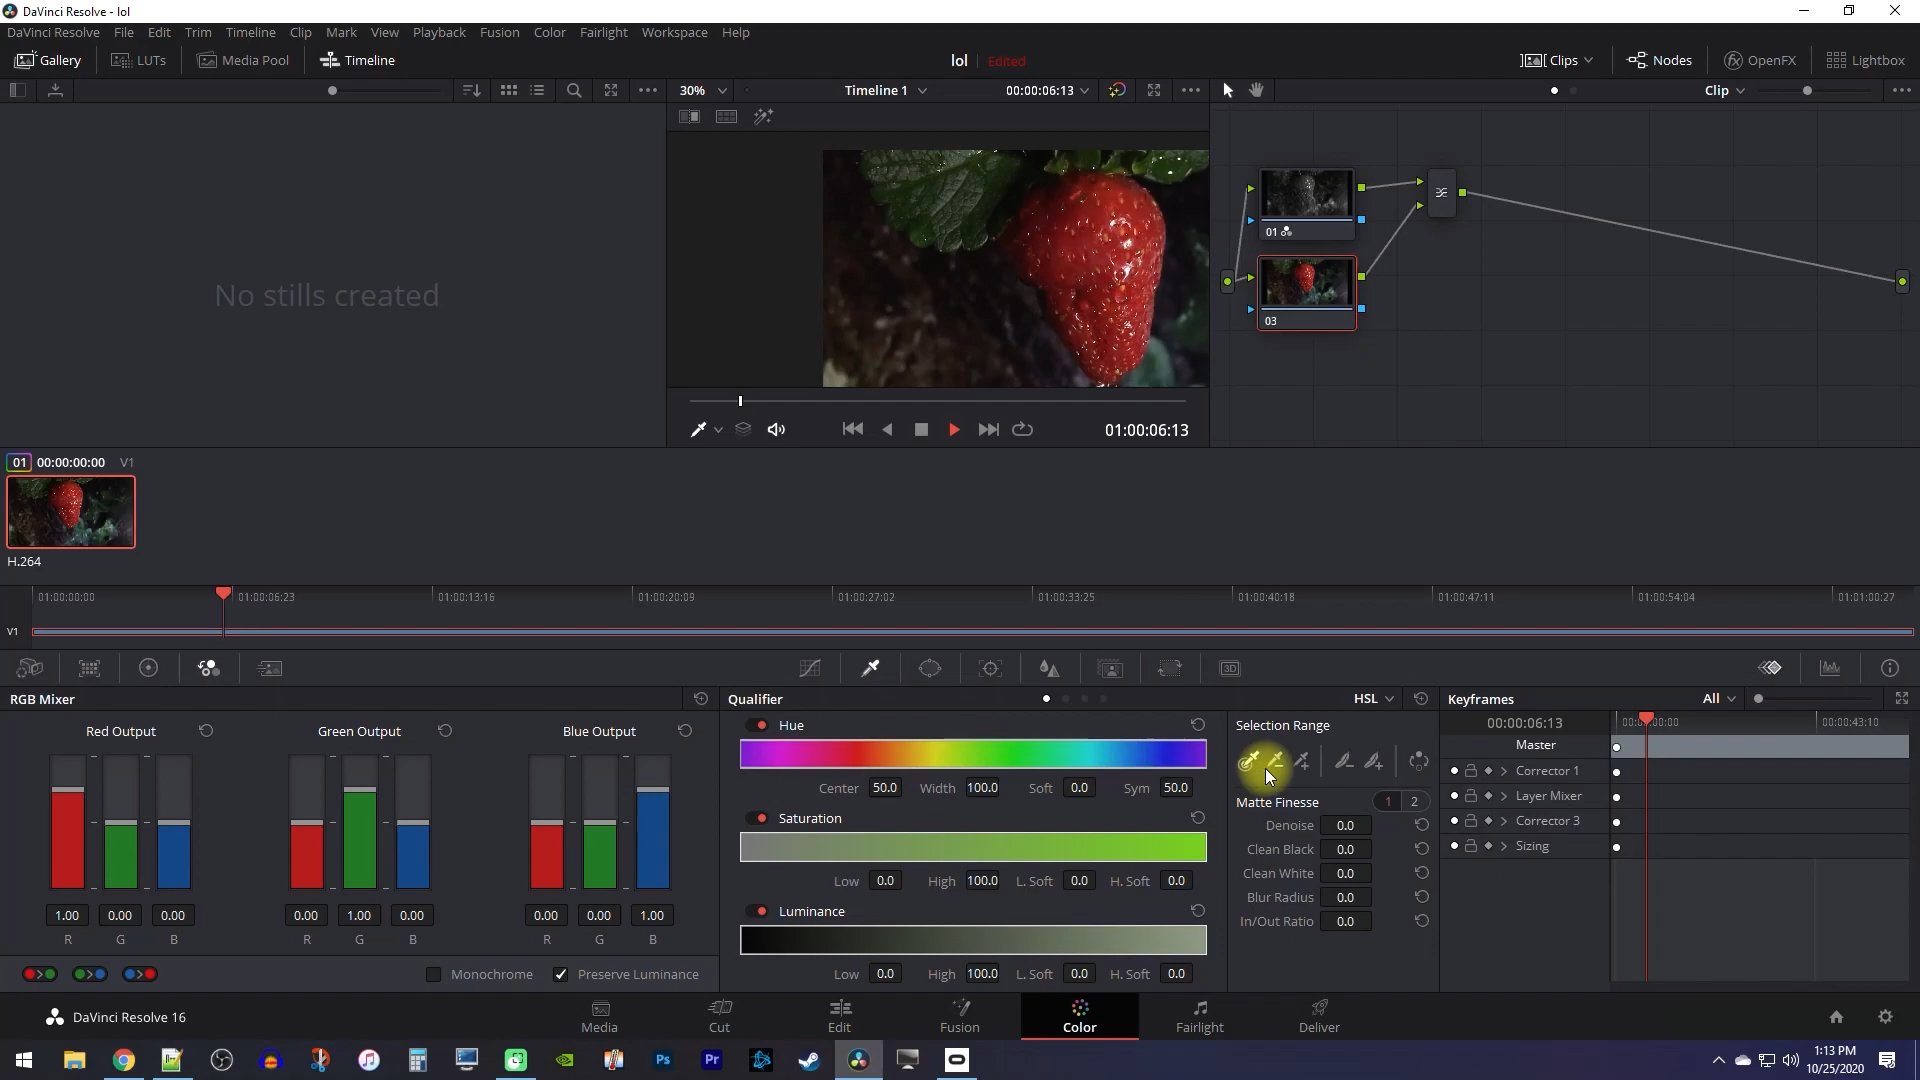 DaVinci Resolve - lol
DaVinci Resolve File Edit Trim Timeline Clip Mark View Playback Fusion Color Fairlight Workspace Help
Gallery LUTs Media Pool Timeline lol Edited Clips Nodes fx OpenFX Lightbox
30% Timeline 1 00:00:06:13 Clip
No stills created
01
03
01:00:06:13
01 00:00:00:00 V1
H.264
01:00:00:00 01:00:06:23 01:00:13:16 01:00:20:09 01:00:27:02 01:00:33:25 01:00:40:18 01:00:47:11 01:00:54:04 01:01:00:27
V1
3D
RGB Mixer
Red Output Green Output Blue Output
1.00 0.00 0.00 0.00 1.00 0.00 0.00 0.00 1.00
R G B R G B R G B
Monochrome Preserve Luminance
Qualifier HSL
Hue
Center 50.0 Width 100.0 Soft 0.0 Sym 50.0
Saturation
Low 0.0 High 100.0 L. Soft 0.0 H. Soft 0.0
Luminance
Low 0.0 High 100.0 L. Soft 0.0 H. Soft 0.0
Selection Range
Matte Finesse 1 2
Denoise 0.0
Clean Black 0.0
Clean White 0.0
Blur Radius 0.0
In/Out Ratio 0.0
Keyframes All
00:00:06:13 00:00:43:10
Master
Corrector 1
Layer Mixer
Corrector 3
Sizing
DaVinci Resolve 16 Media Cut Edit Fusion Color Fairlight Deliver
Ps Pr
1:13 PM
10/25/2020